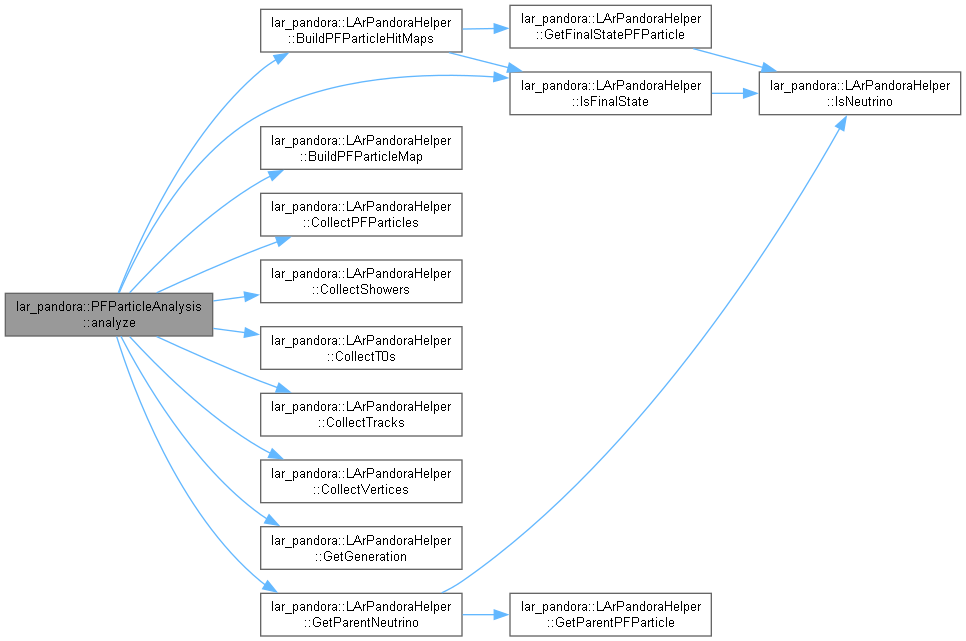 lar_pandora::LArPandoraHelper
::BuildPFParticleHitMaps
lar_pandora::LArPandoraHelper
::GetFinalStatePFParticle
lar_pandora::LArPandoraHelper
::IsFinalState
lar_pandora::LArPandoraHelper
::IsNeutrino
lar_pandora::LArPandoraHelper
::BuildPFParticleMap
lar_pandora::LArPandoraHelper
::CollectPFParticles
lar_pandora::LArPandoraHelper
::CollectShowers
lar_pandora::PFParticleAnalysis
::analyze
lar_pandora::LArPandoraHelper
::CollectT0s
lar_pandora::LArPandoraHelper
::CollectTracks
lar_pandora::LArPandoraHelper
::CollectVertices
lar_pandora::LArPandoraHelper
::GetGeneration
lar_pandora::LArPandoraHelper
::GetParentNeutrino
lar_pandora::LArPandoraHelper
::GetParentPFParticle